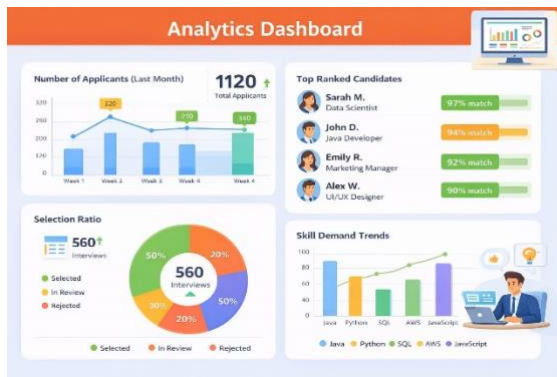 Analytics Dashboard
Number of Applicants (Last Month)
1120
Total Applicants
320
260
200
120
0
320
210
340
Week 1 Week 2 Week 3 Week 4 Week 4
Top Ranked Candidates
Sarah M.
Data Scientist
97% match
John D.
Java Developer
94% match
Emily R.
Marketing Manager
92% match
Alex W.
UI/UX Designer
90% match
Selection Ratio
560
Interviews
Selected
In Review
Rejected
50%
20%
50%
20%
30%
560
Interviews
Selected In Review Rejected
Skill Demand Trends
100
80
60
40
0
Java Python SQL AWS JavaScript
Java Python SQL AWS JavaScript